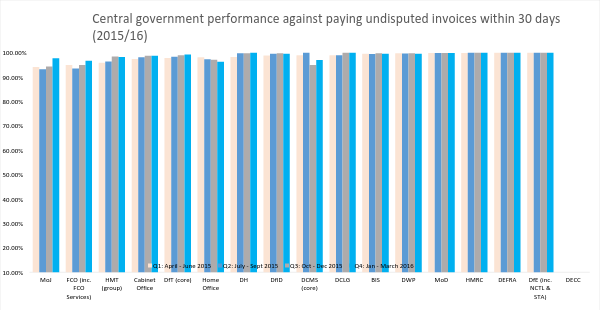 Central government performance against paying undisputed invoices within 30 days
(2015/16)
100.00%
90.00%
80.00%
70.00%
60.00%
50.00%
40.00%
30.00%
20.00%
10.00%
Q1: April - June 2015 Q2: July - Sept 2015 Q3: Oct - Dec 2015 Q4: Jan - March 2016
MoJ
FCO (inc.
FCO
Services)
HMT
(group)
Cabinet
Office
DfT (core)
Home
Office
DH
DfID
DCMS
(core)
DCLG
BIS
DWP
MoD
HMRC
DEFRA
DfE (inc.
NCTL &
STA)
DECC